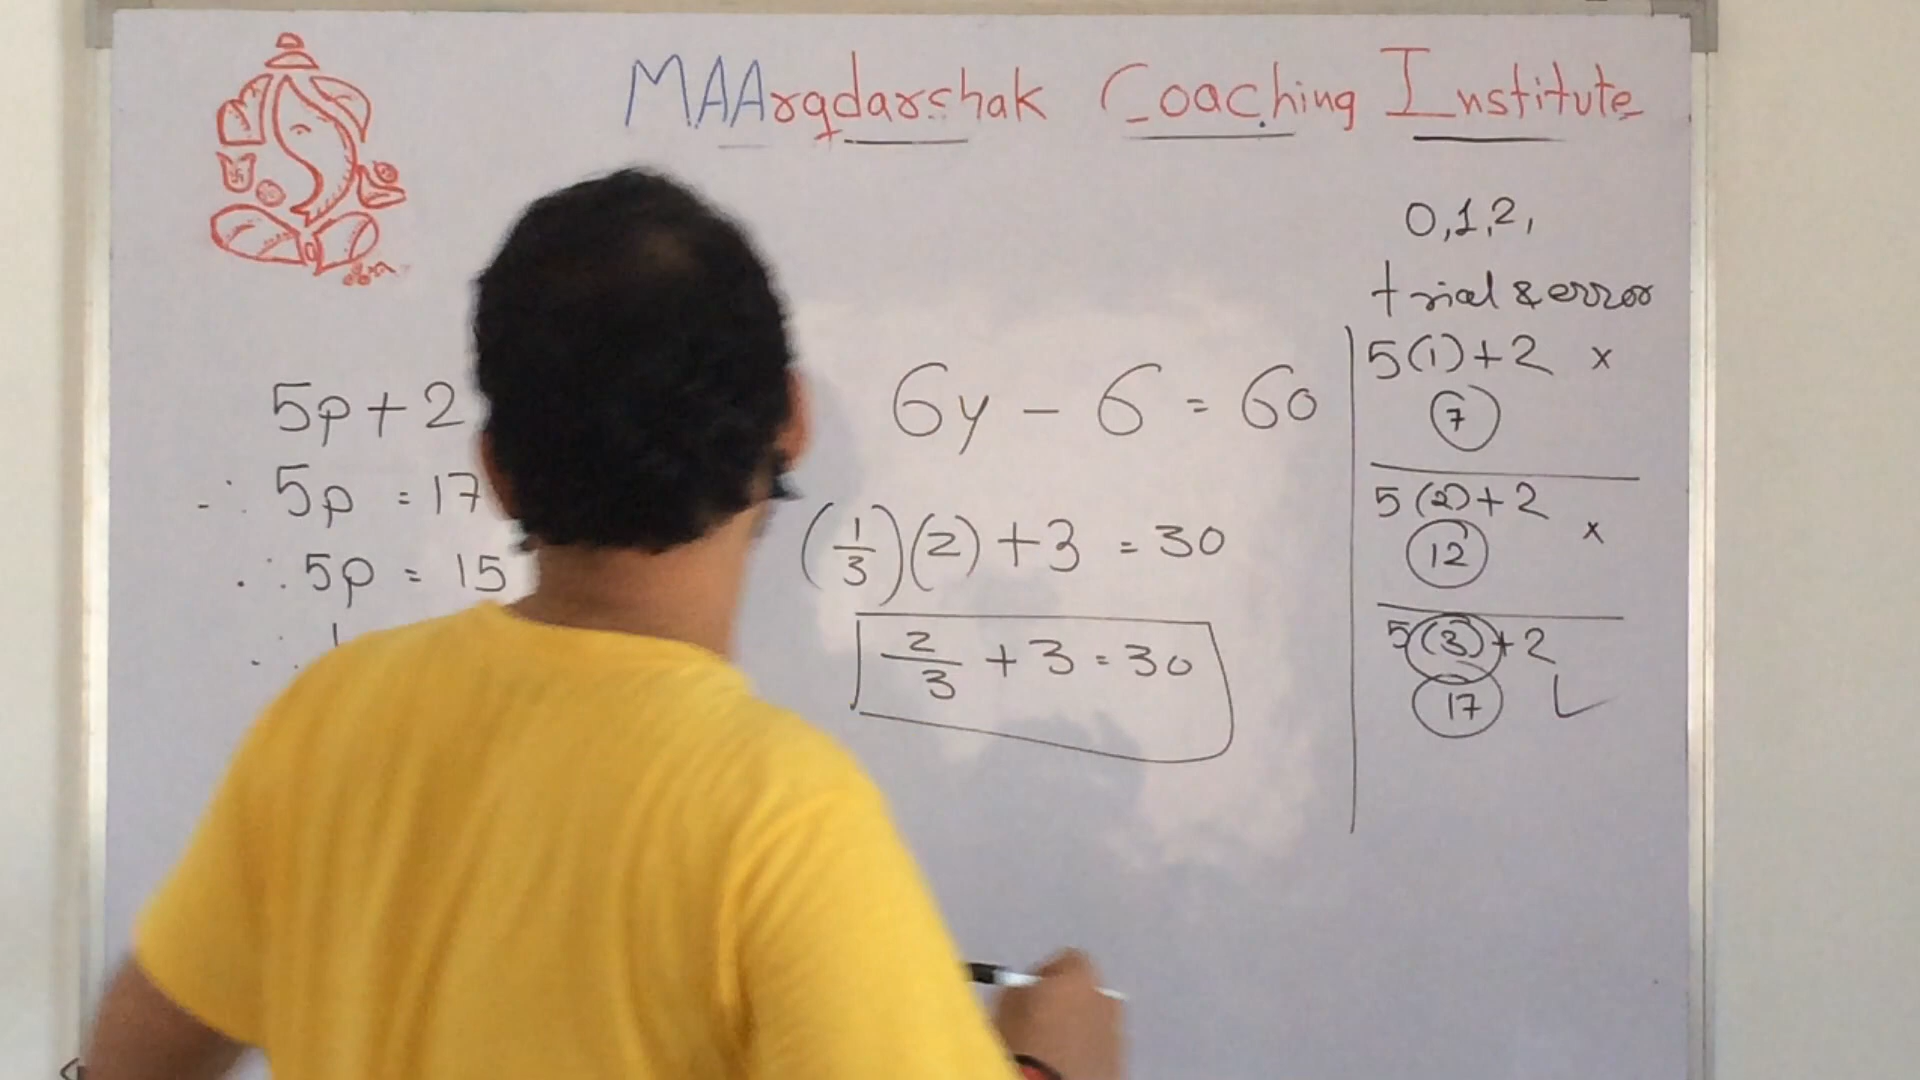 MAArgdarshak Coaching Institute
5p + 2
∴ 5p = 17
∴ 5p = 15
6y - 6 = 60
(1/3)(2) + 3 = 30
2/3 + 3 = 30
0,1,2,
trial & error
5(1)+2 ×
7
5(2)+2 ×
12
5(3)+2
17 ✓